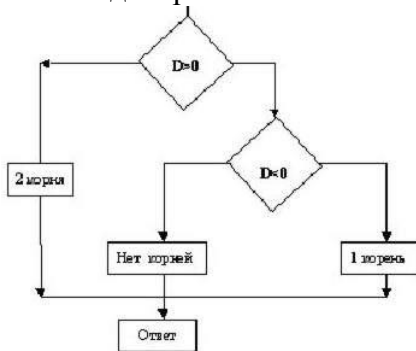 D>0
D<0
2 корня
Нет корней
1 корень
Ответ